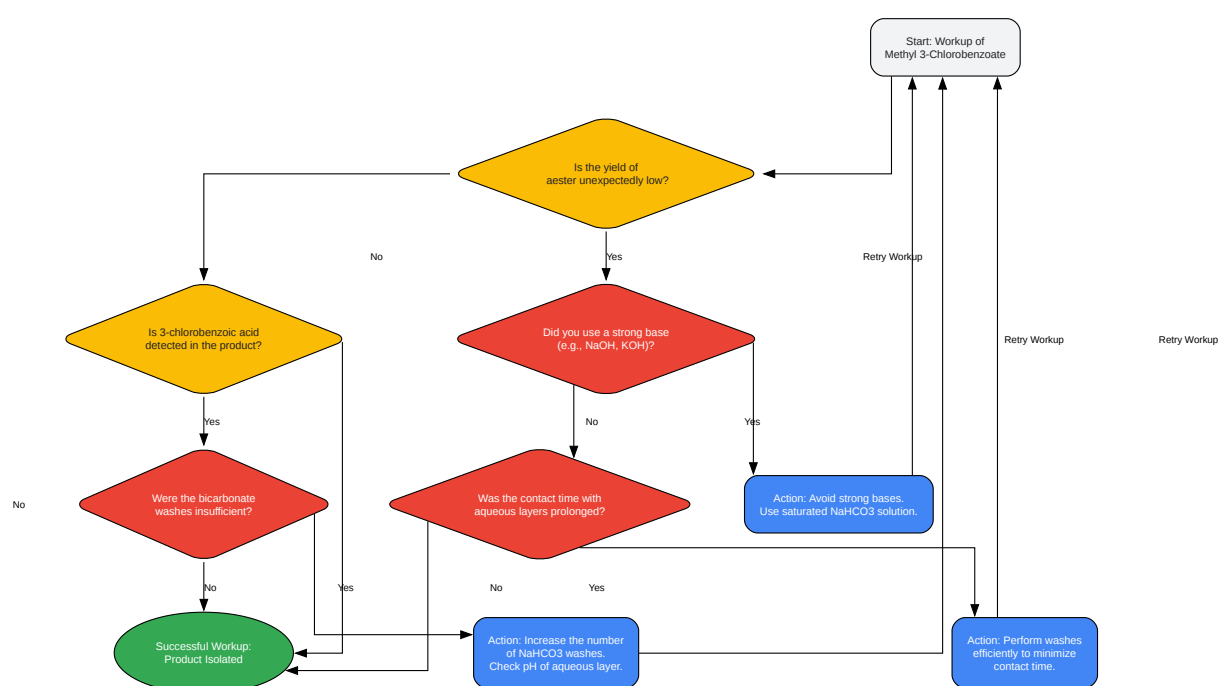 Start: Workup of
Methyl 3-Chlorobenzoate
Is the yield of
aester unexpectedly low?
No
Yes
Retry Workup
Is 3-chlorobenzoic acid
detected in the product?
Did you use a strong base
(e.g., NaOH, KOH)?
Retry Workup
Retry Workup
Yes
No
Yes
No
Were the bicarbonate
washes insufficient?
Was the contact time with
aqueous layers prolonged?
Action: Avoid strong bases.
Use saturated NaHCO3 solution.
No
Yes
No
Yes
Successful Workup:
Product Isolated
Action: Increase the number
of NaHCO3 washes.
Check pH of aqueous layer.
Action: Perform washes
efficiently to minimize
contact time.